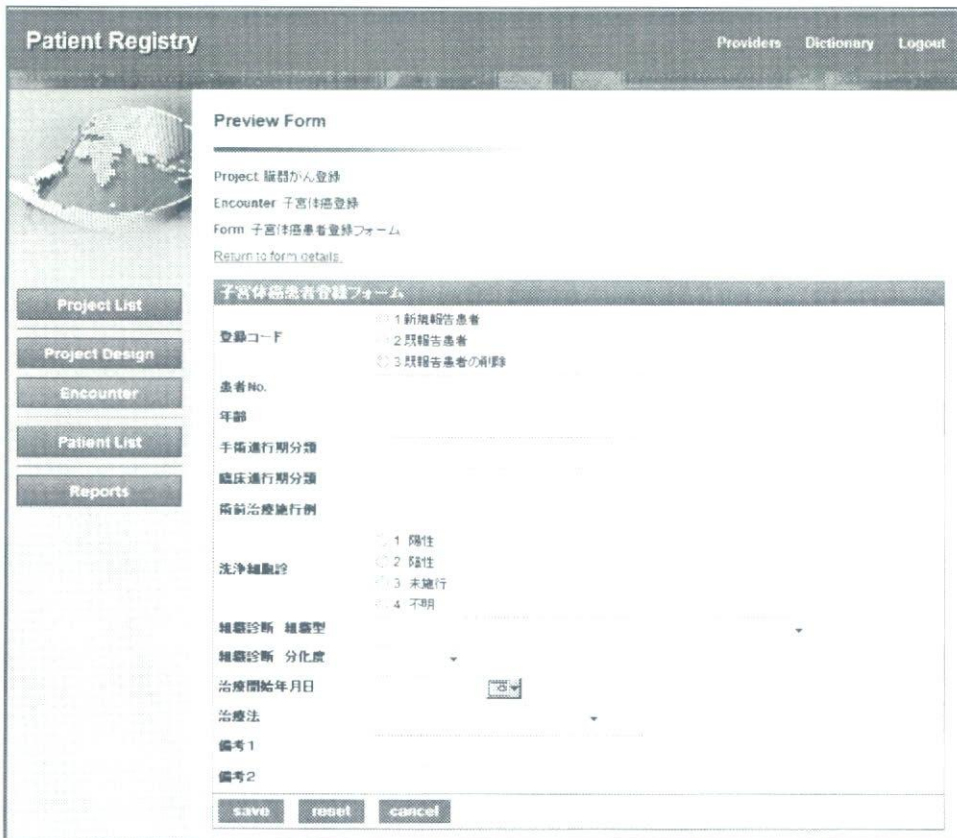 Patient Registry
Providers Dictionary Logout
Preview Form
Project 臓器がん登録
Encounter 子宮体癌登録
Form 子宮体癌患者登録フォーム
Return to form details.
Project List
Project Design
Encounter
Patient List
Reports
子宮体癌患者登録フォーム
登録コード
1 新規報告患者
2 既報告患者
3 既報告患者の削除
患者No.
年齢
手術進行期分類
臨床進行期分類
術前治療施行例
洗浄細胞診
1 陽性
2 陰性
3 未施行
4 不明
組織診断 組織型
組織診断 分化度
治療開始年月日
治療法
備考1
備考2
save reset cancel